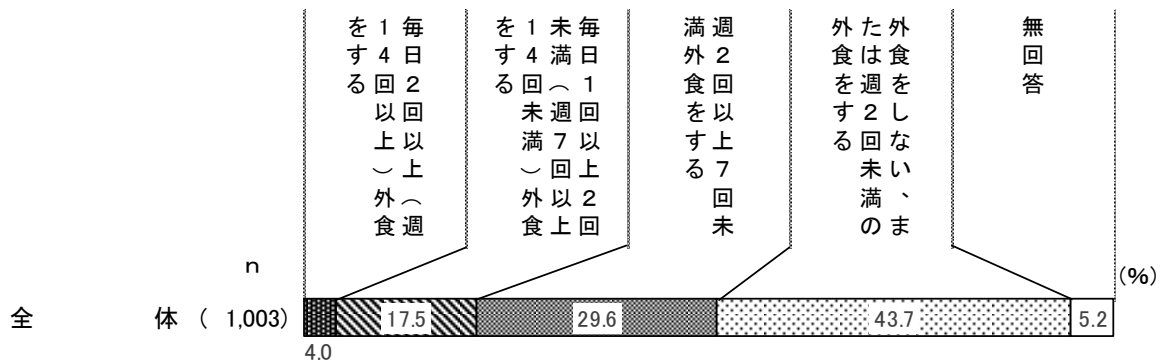 毎日2回以上(週
14回以上)外食
をする
毎日1回以上2回
未満(週7回以上
14回未満)外食
をする
週2回以上7回未
満外食をする
外食をしない、ま
たは週2回未満の
外食をする
無回答
n
(%)
全体( 1,003)
4.0
17.5
29.6
43.7
5.2